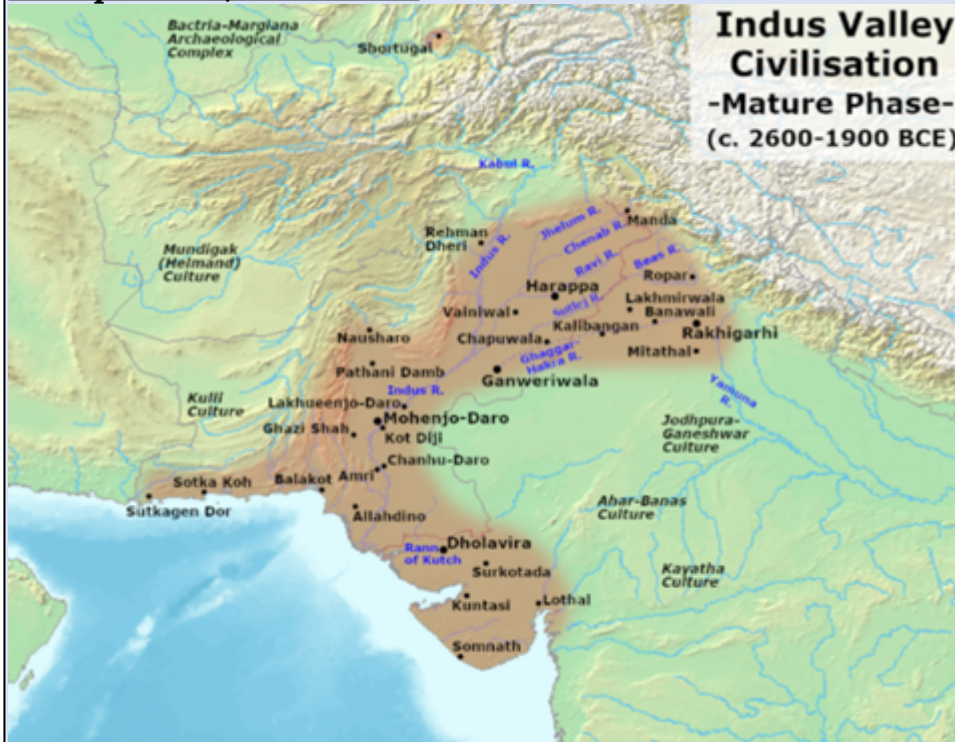 Indus Valley
Civilisation
-Mature Phase-
(c. 2600-1900 BCE)
Bactria-Margiana
Archaeological
Complex
Shortugal
Kabol R.
Manda
Jhelum R.
Chenab R.
Rehman
Dheri
Indus R.
Ravi R.
Beas R.
Mundigak
(Helmand)
Culture
Ropar
Harappa
Lakhmirwala
Sutlej R.
Vainiwal
Banawali
Kalibangan
Rakhigarhi
Nausharo
Chapuwala
Mitathal
Ghaggar-
Hakra R.
Pathani Damb
Ganweriwala
Indus R.
Yamuna
R.
Kulli
Culture
Lakhueenjo-Daro
Mohenjo-Daro
Ghazi Shah
Kot Diji
Jodhpura-
Ganeshwar
Culture
Chanhu-Daro
Amri
Balakot
Sotka Koh
Sutkagen Dor
Allahdino
Ahar-Banas
Culture
Dholavira
Rann
of Kutch
Surkotada
Kayatha
Culture
Kuntasi
Lothal
Somnath